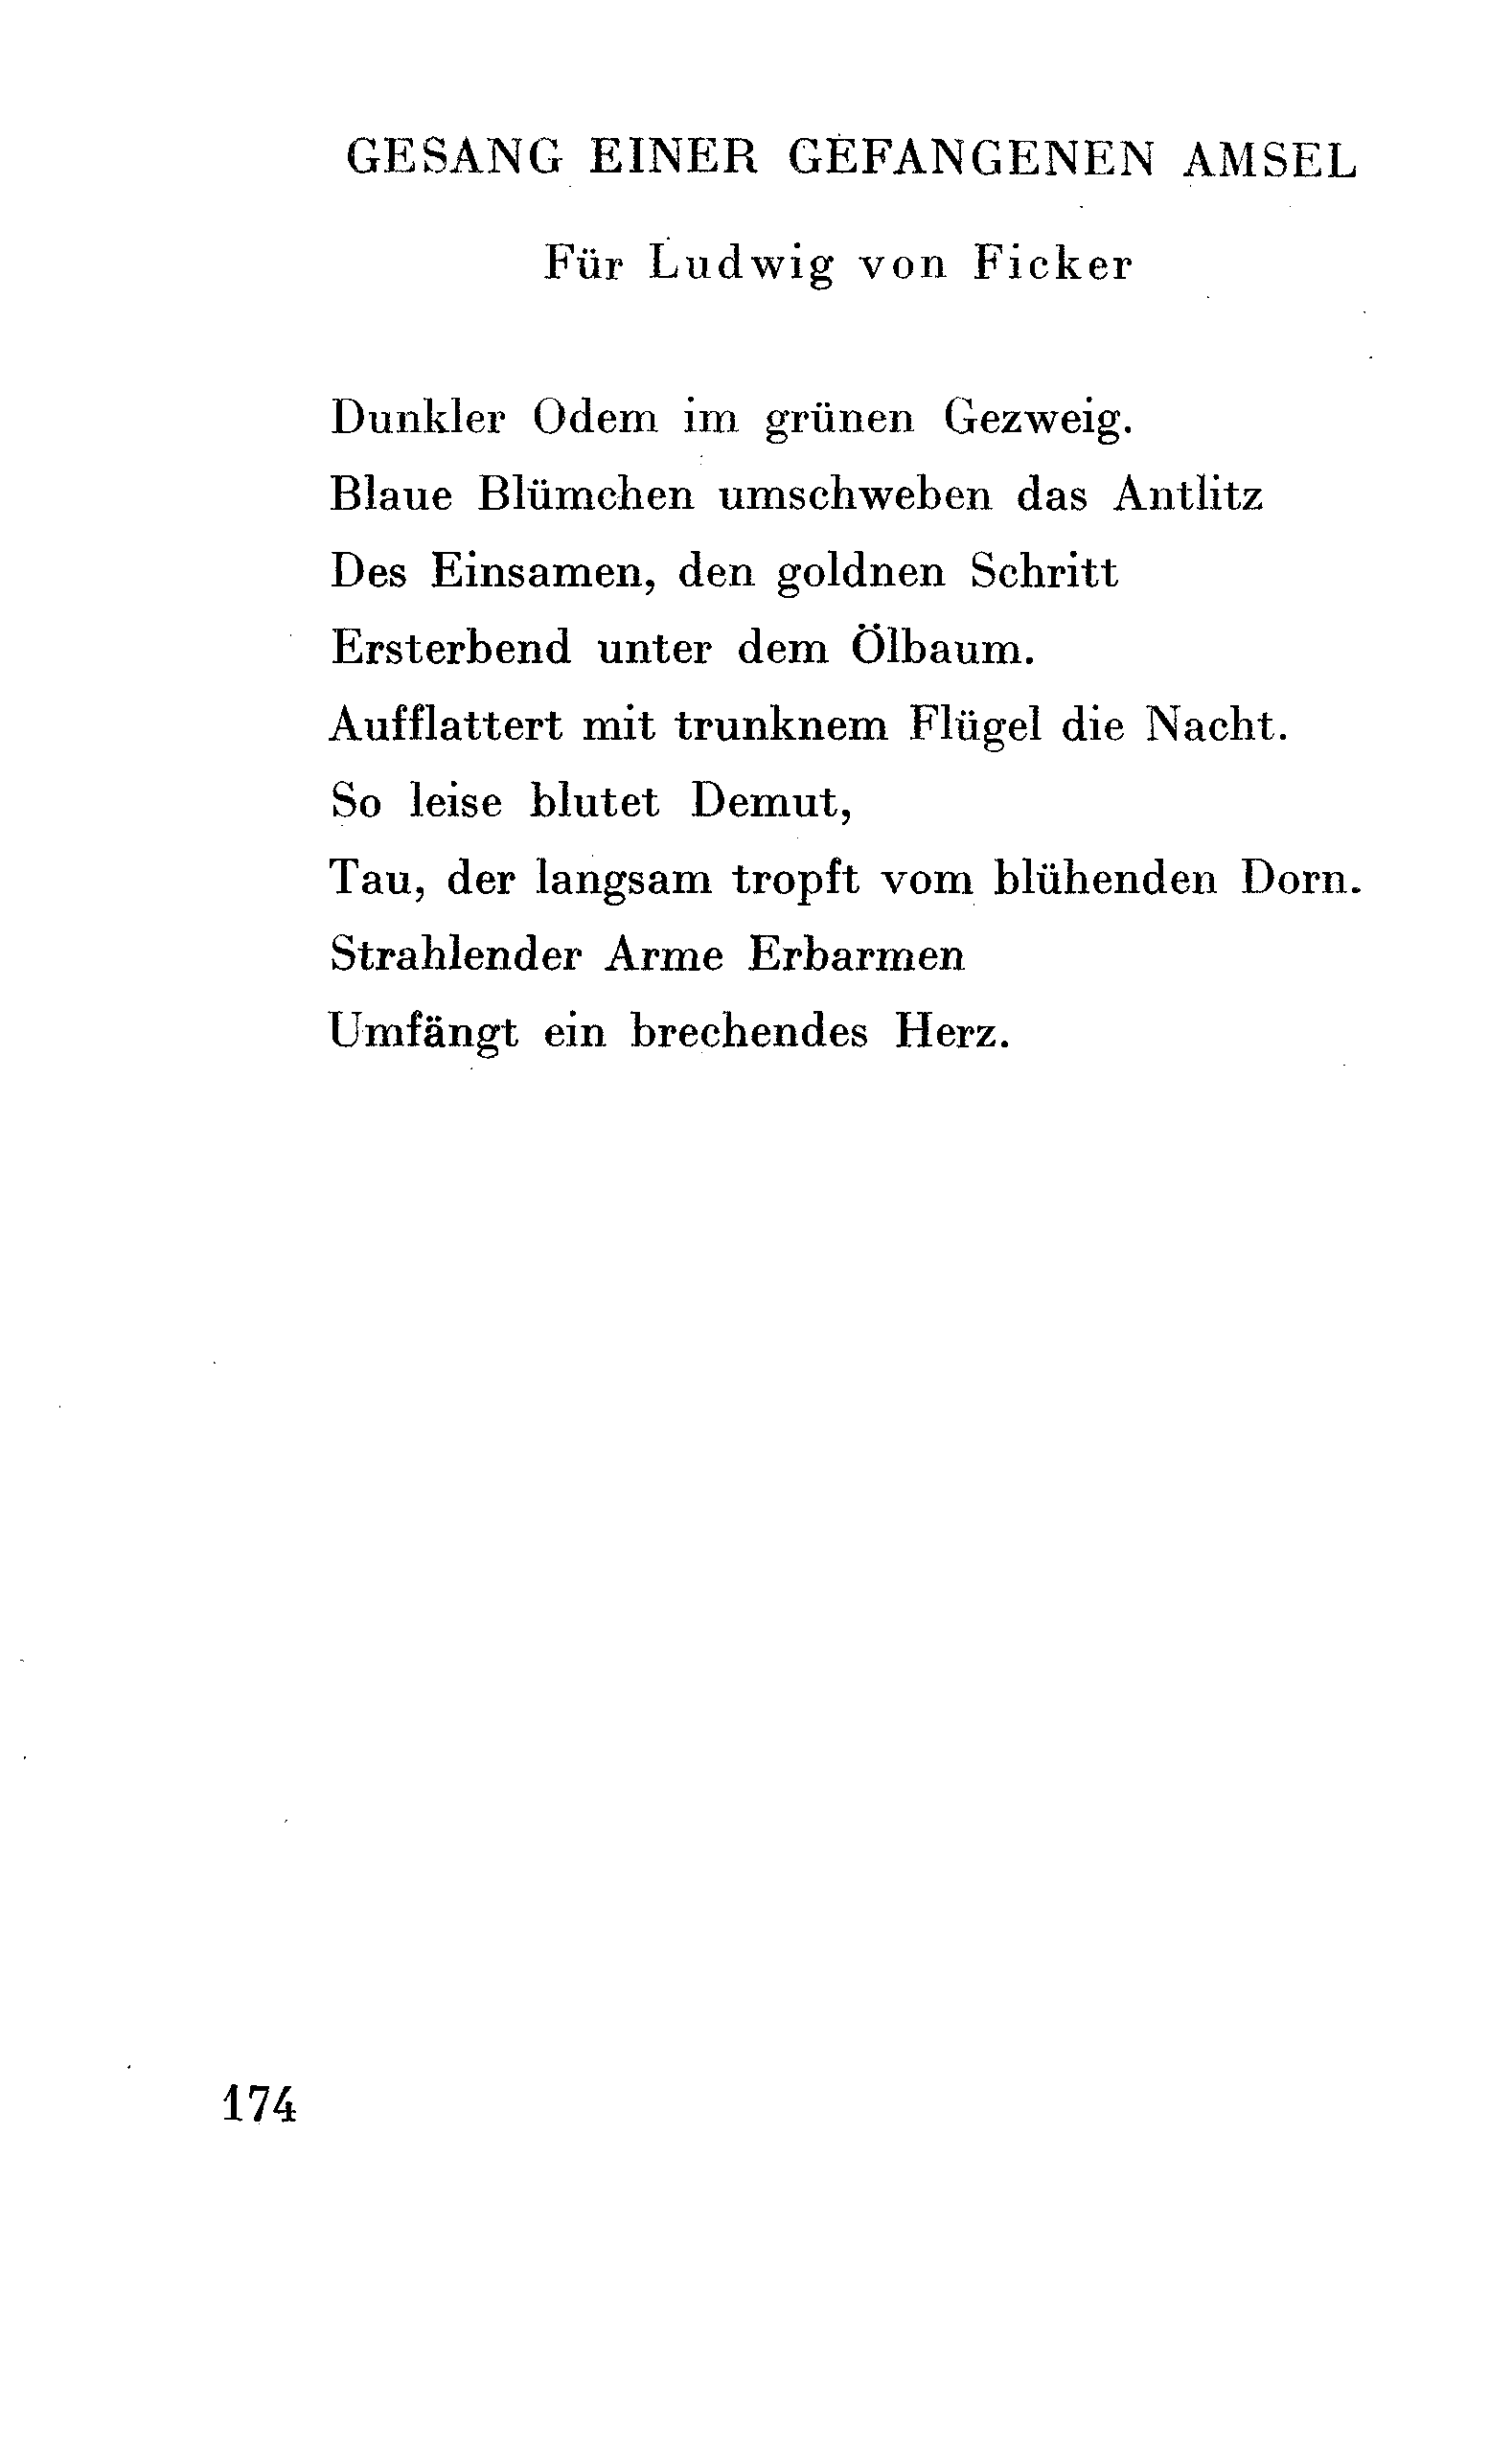 GESANG EINER GEFANGENEN AMSEL
Für Ludwig von Ficker
Dunkler Odem im grünen Gezweig.
Blaue Blümchen umschweben das Antlitz
Des Einsamen, den goldnen Schritt
Ersterbend unter dem Ölbaum.
Aufflattert mit trunknem Flügel die Nacht.
So leise blutet Demut,
Tau, der langsam tropft vom blühenden Dorn.
Strahlender Arme Erbarmen
Umfängt ein brechendes Herz.
174